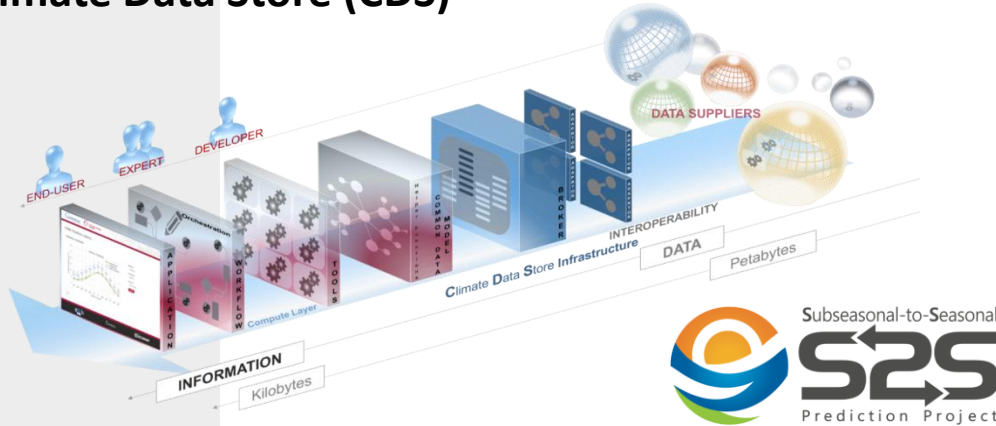 limate Data Store (CDS)
DATA SUPPLIERS
DEVELOPER
EXPERT
END-USER
Orchestration
APPLICATION
WORKFLOW
TOOLS
COMMON DATA MODEL
BROKER
INTEROPERABILITY
DATA
Petabytes
Climate Data Store Infrastructure
Compute Layer
INFORMATION
Kilobytes
Subseasonal-to-Seasonal
S2S
Prediction Project